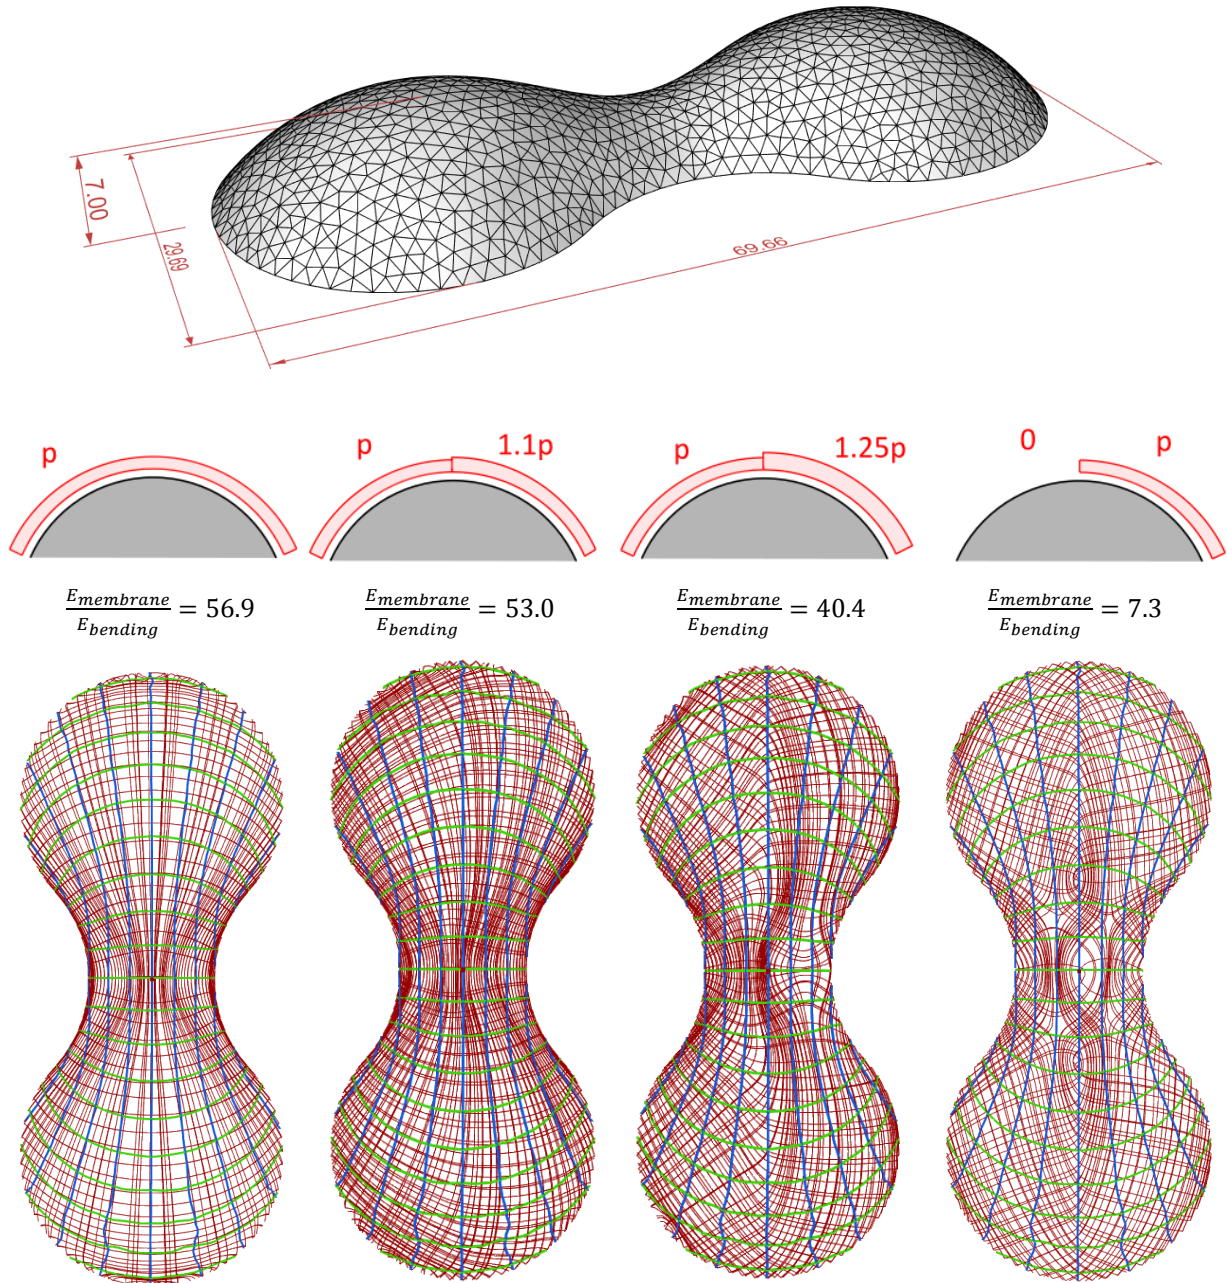 7.00
29.69
69.66
p
p 1.1p
p 1.25p
0 p
E_membrane/E_bending = 56.9
E_membrane/E_bending = 53.0
E_membrane/E_bending = 40.4
E_membrane/E_bending = 7.3